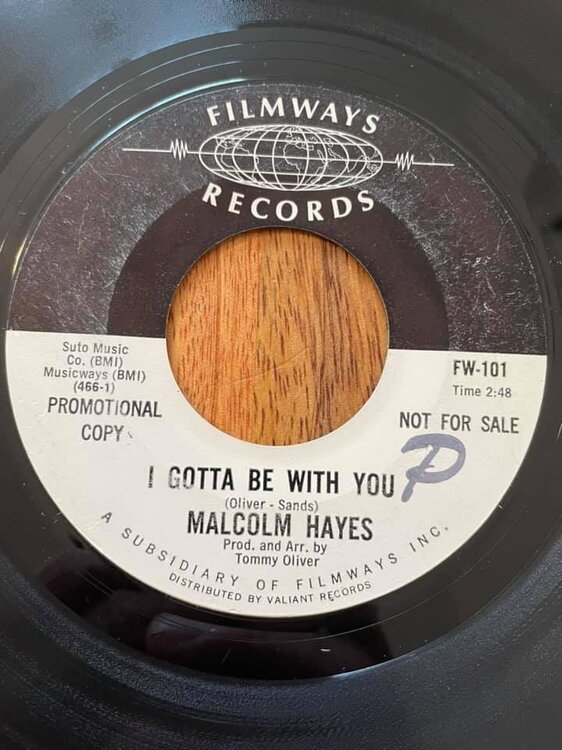 FILMWAYS
RECORDS
Suto Music
Co. (BMI)
Musicways (BMI)
(466-1)
PROMOTIONAL
COPY
FW-101
Time 2:48
NOT FOR SALE
P
I GOTTA BE WITH YOU
(Oliver - Sands)
MALCOLM HAYES
Prod. and Arr. by
Tommy Oliver
A SUBSIDIARY OF FILMWAYS INC.
DISTRIBUTED BY VALIANT RECORDS